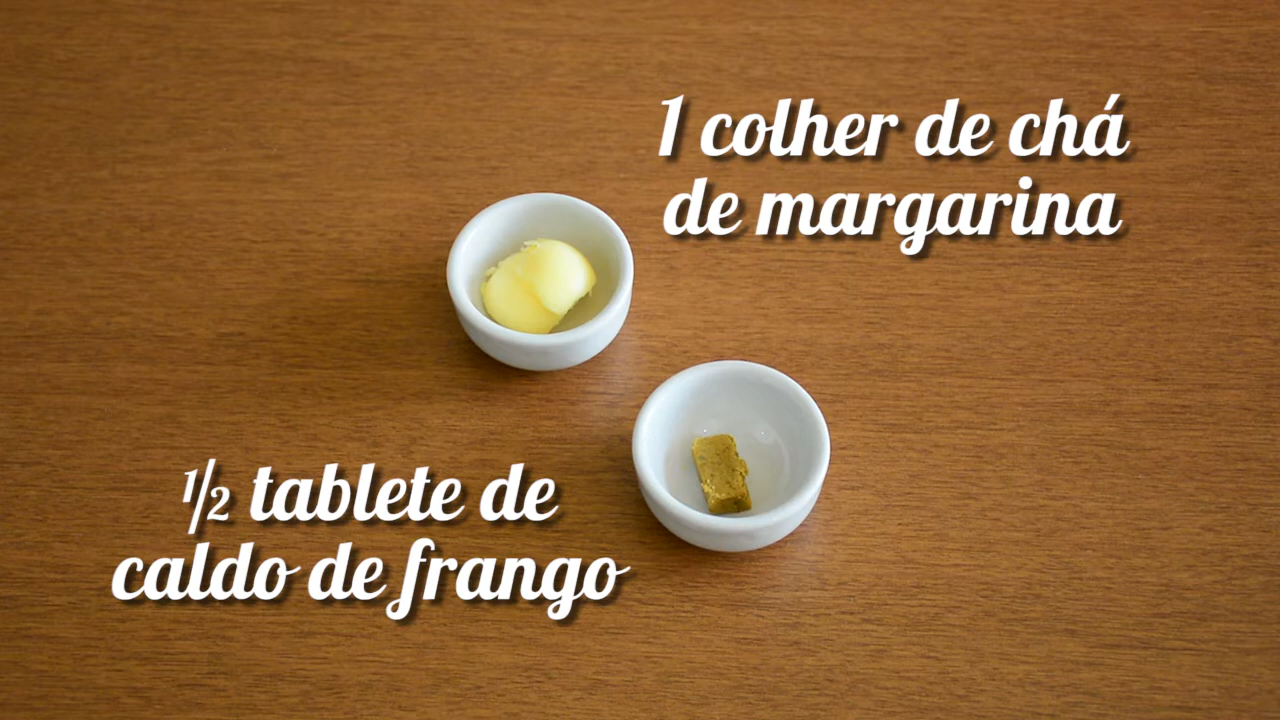 1 colher de chá
de margarina
½ tablete de
caldo de frango